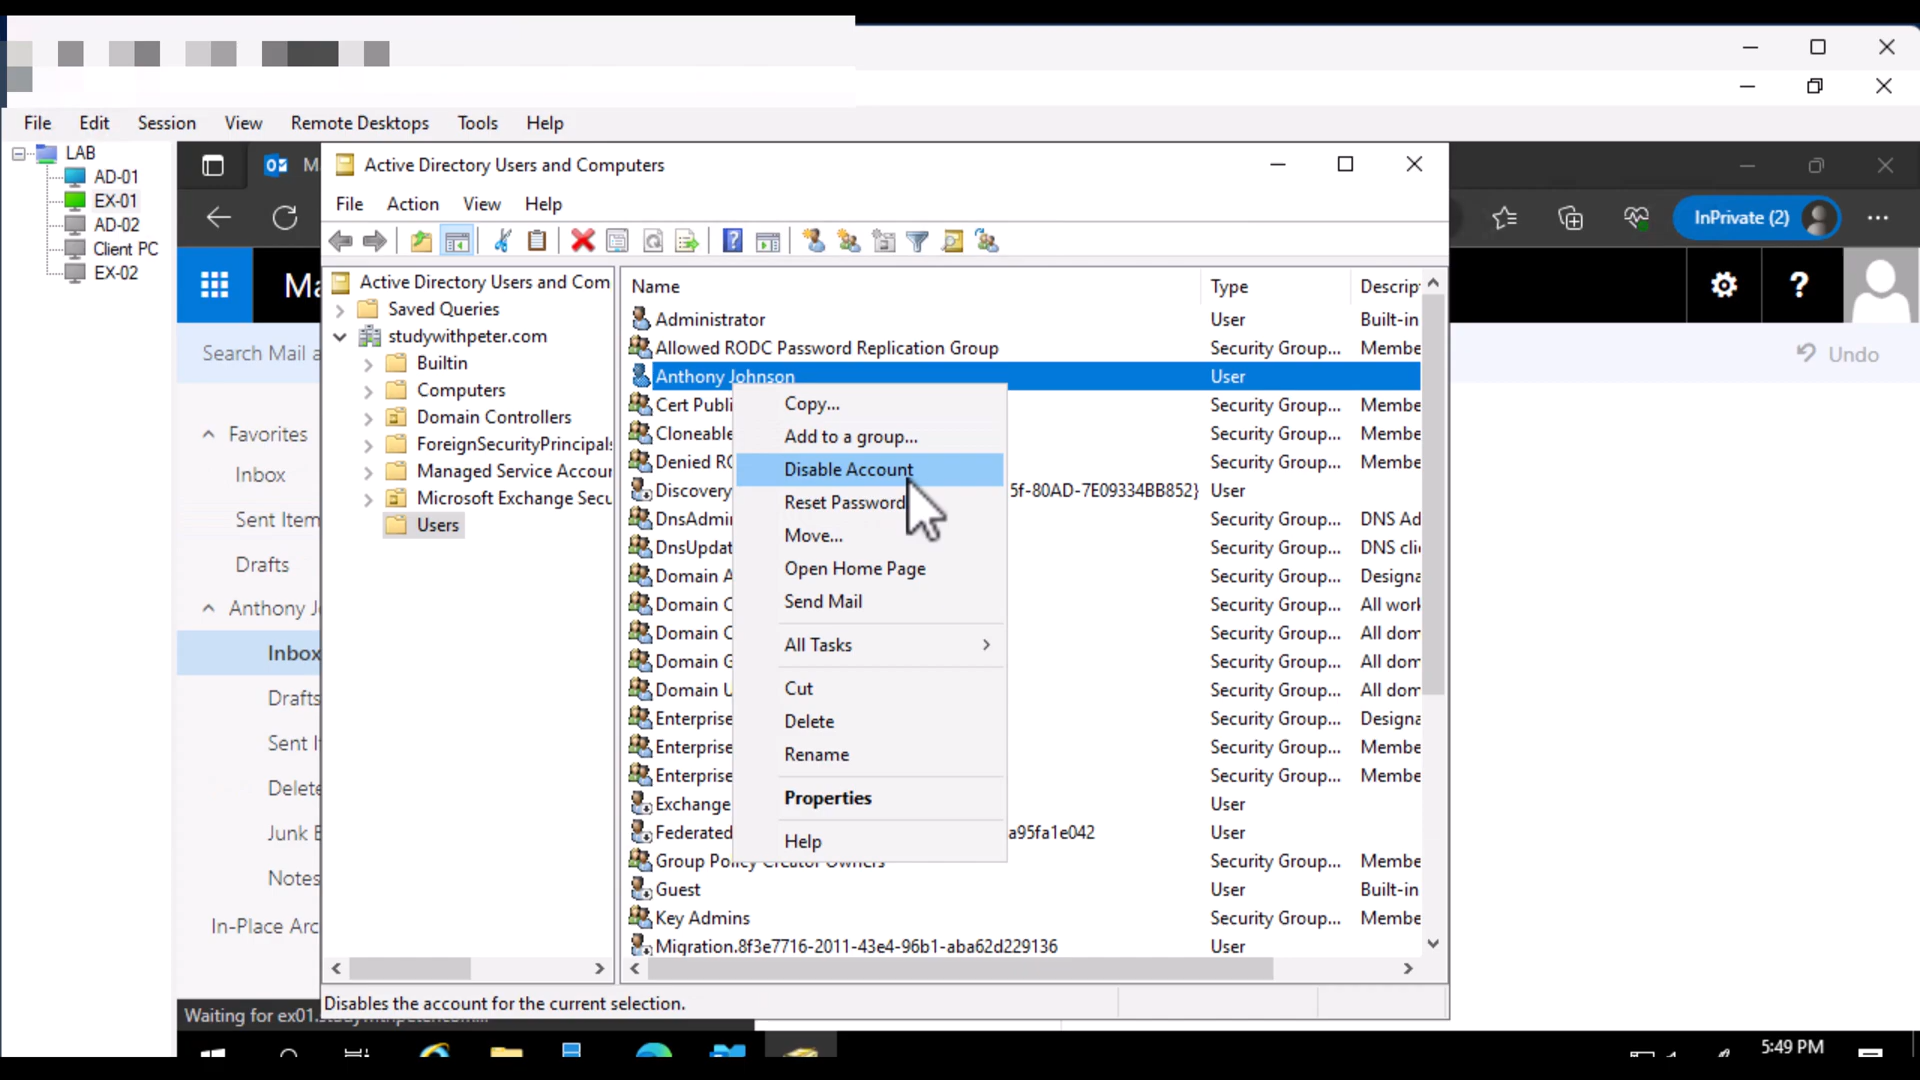 File Edit Session View Remote Desktops Tools Help
LAB
AD-01
EX-01
AD-02
Client PC
EX-02
M
InPrivate (2)
Ma
?
Search Mail a
Undo
Favorites
Inbox
Sent Item
Drafts
Anthony J
Inbox
Drafts
Sent I
Delete
Junk E
Notes
In-Place Arc
Waiting for ex01.
Active Directory Users and Computers
File Action View Help
Active Directory Users and Com
Saved Queries
studywithpeter.com
Builtin
Computers
Domain Controllers
ForeignSecurityPrincipals
Managed Service Accour
Microsoft Exchange Secu
Users
Name Type Descrip
Administrator User Built-in
Allowed RODC Password Replication Group Security Group... Membe
Anthony Johnson User
Cert Publi Security Group... Membe
Cloneable Security Group... Membe
Denied RO Security Group... Membe
Discovery 5f-80AD-7E09334BB852} User
DnsAdmin Security Group... DNS Ad
DnsUpdat Security Group... DNS clie
Domain A Security Group... Designa
Domain C Security Group... All work
Domain C Security Group... All dom
Domain G Security Group... All dom
Domain U Security Group... All dom
Enterprise Security Group... Designa
Enterprise Security Group... Membe
Enterprise Security Group... Membe
Exchange User
Federated a95fa1e042 User
Group Policy Creator Owners Security Group... Membe
Guest User Built-in
Key Admins Security Group... Membe
Migration.8f3e7716-2011-43e4-96b1-aba62d229136 User
Copy...
Add to a group...
Disable Account
Reset Password
Move...
Open Home Page
Send Mail
All Tasks
Cut
Delete
Rename
Properties
Help
Disables the account for the current selection.
5:49 PM